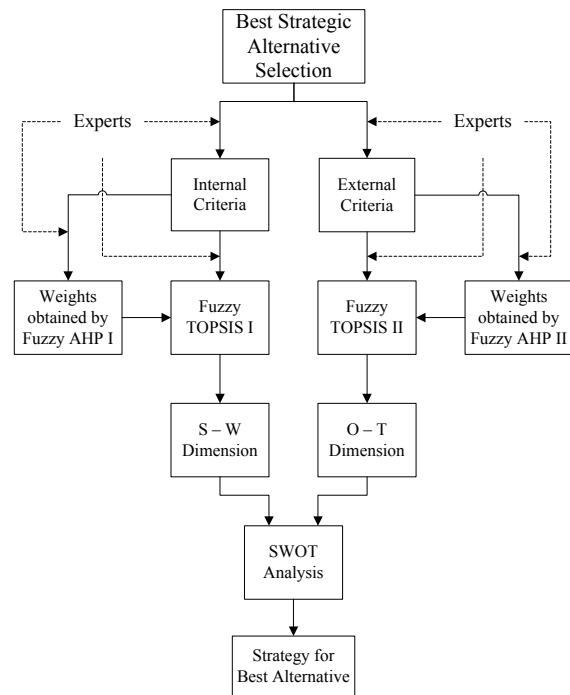 Best Strategic
Alternative
Selection
Experts
Experts
Internal
Criteria
External
Criteria
Weights
obtained by
Fuzzy AHP I
Fuzzy
TOPSIS I
Fuzzy
TOPSIS II
Weights
obtained by
Fuzzy AHP II
S – W
Dimension
O – T
Dimension
SWOT
Analysis
Strategy for
Best Alternative